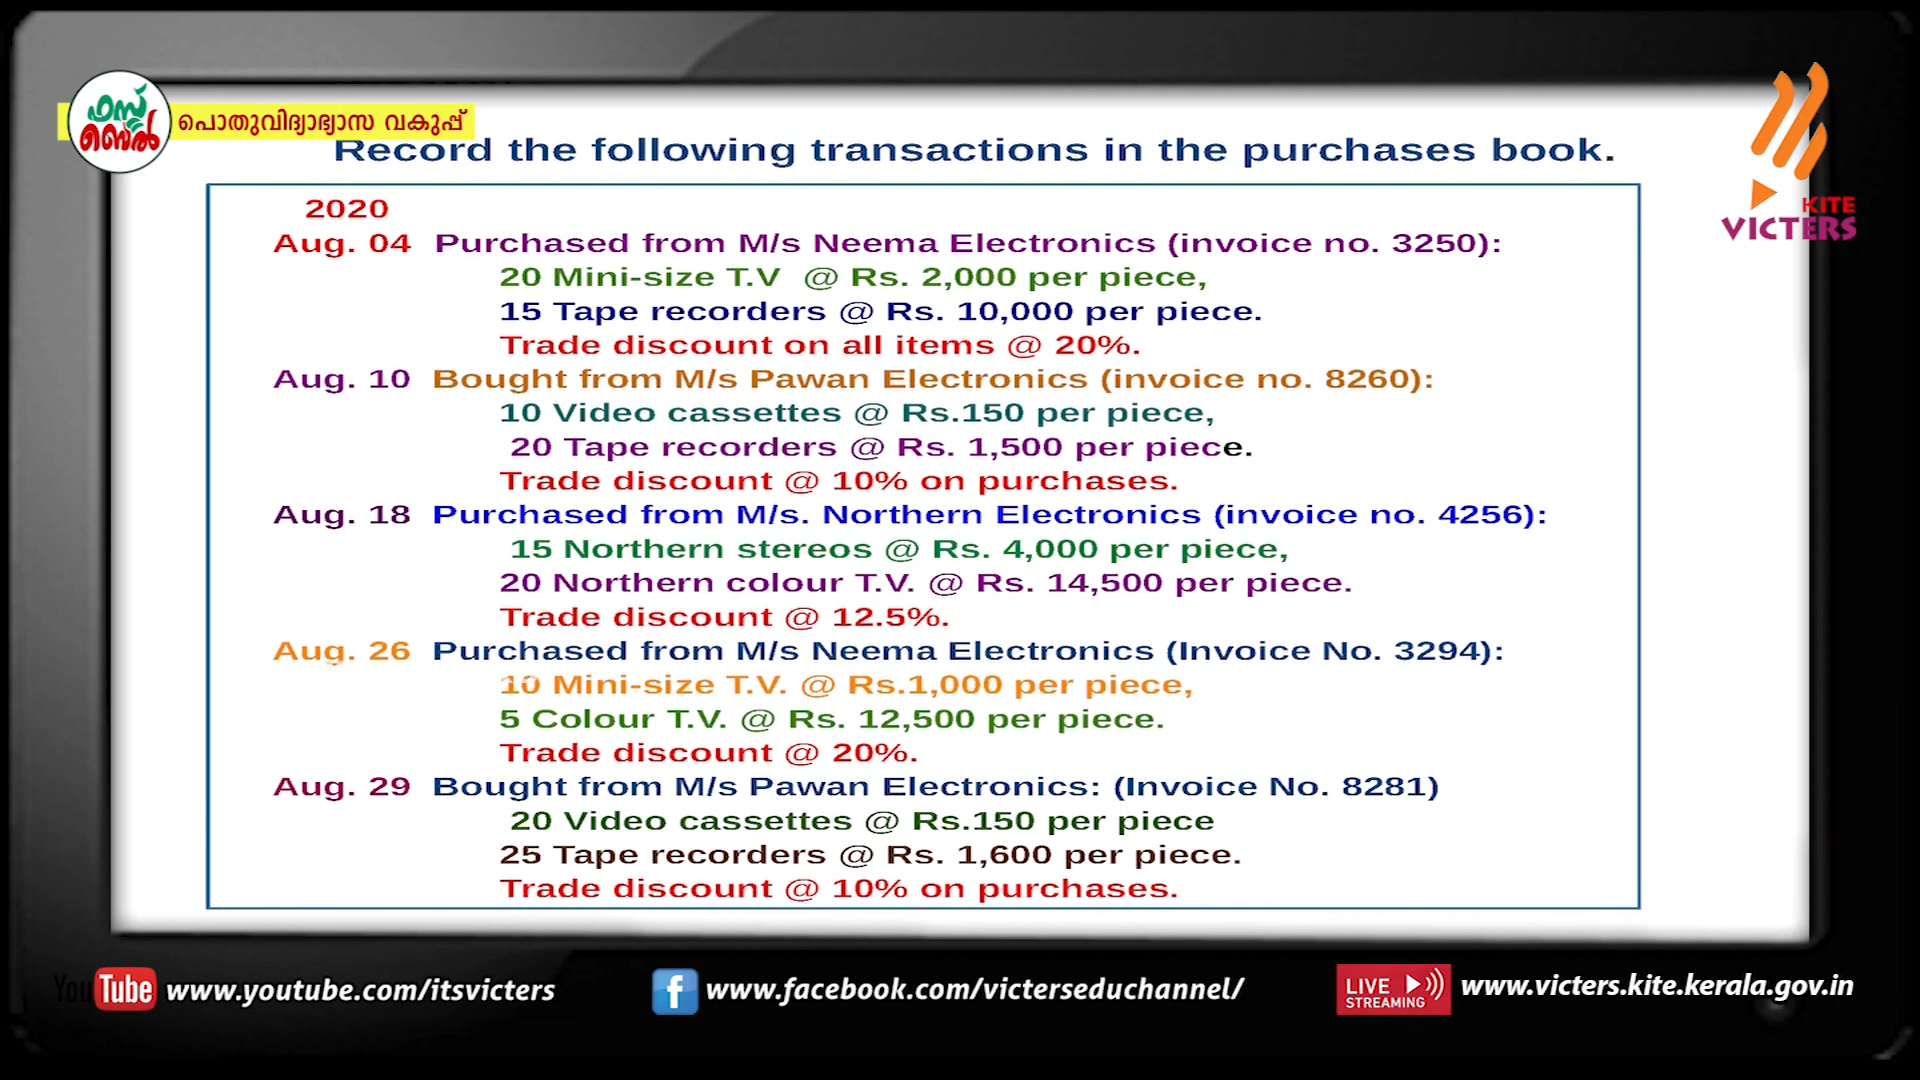 ഫസ്റ്റ്
ബെൽ
പൊതുവിദ്യാഭ്യാസ വകുപ്പ്
Record the following transactions in the purchases book.
KITE
VICTERS
2020
Aug. 04 Purchased from M/s Neema Electronics (invoice no. 3250):
20 Mini-size T.V @ Rs. 2,000 per piece,
15 Tape recorders @ Rs. 10,000 per piece.
Trade discount on all items @ 20%.
Aug. 10 Bought from M/s Pawan Electronics (invoice no. 8260):
10 Video cassettes @ Rs.150 per piece,
20 Tape recorders @ Rs. 1,500 per piece.
Trade discount @ 10% on purchases.
Aug. 18 Purchased from M/s. Northern Electronics (invoice no. 4256):
15 Northern stereos @ Rs. 4,000 per piece,
20 Northern colour T.V. @ Rs. 14,500 per piece.
Trade discount @ 12.5%.
Aug. 26 Purchased from M/s Neema Electronics (Invoice No. 3294):
10 Mini-size T.V. @ Rs.1,000 per piece,
5 Colour T.V. @ Rs. 12,500 per piece.
Trade discount @ 20%.
Aug. 29 Bought from M/s Pawan Electronics: (Invoice No. 8281)
20 Video cassettes @ Rs.150 per piece
25 Tape recorders @ Rs. 1,600 per piece.
Trade discount @ 10% on purchases.
You Tube www.youtube.com/itsvicters
f www.facebook.com/victerseduchannel/
LIVE STREAMING www.victers.kite.kerala.gov.in